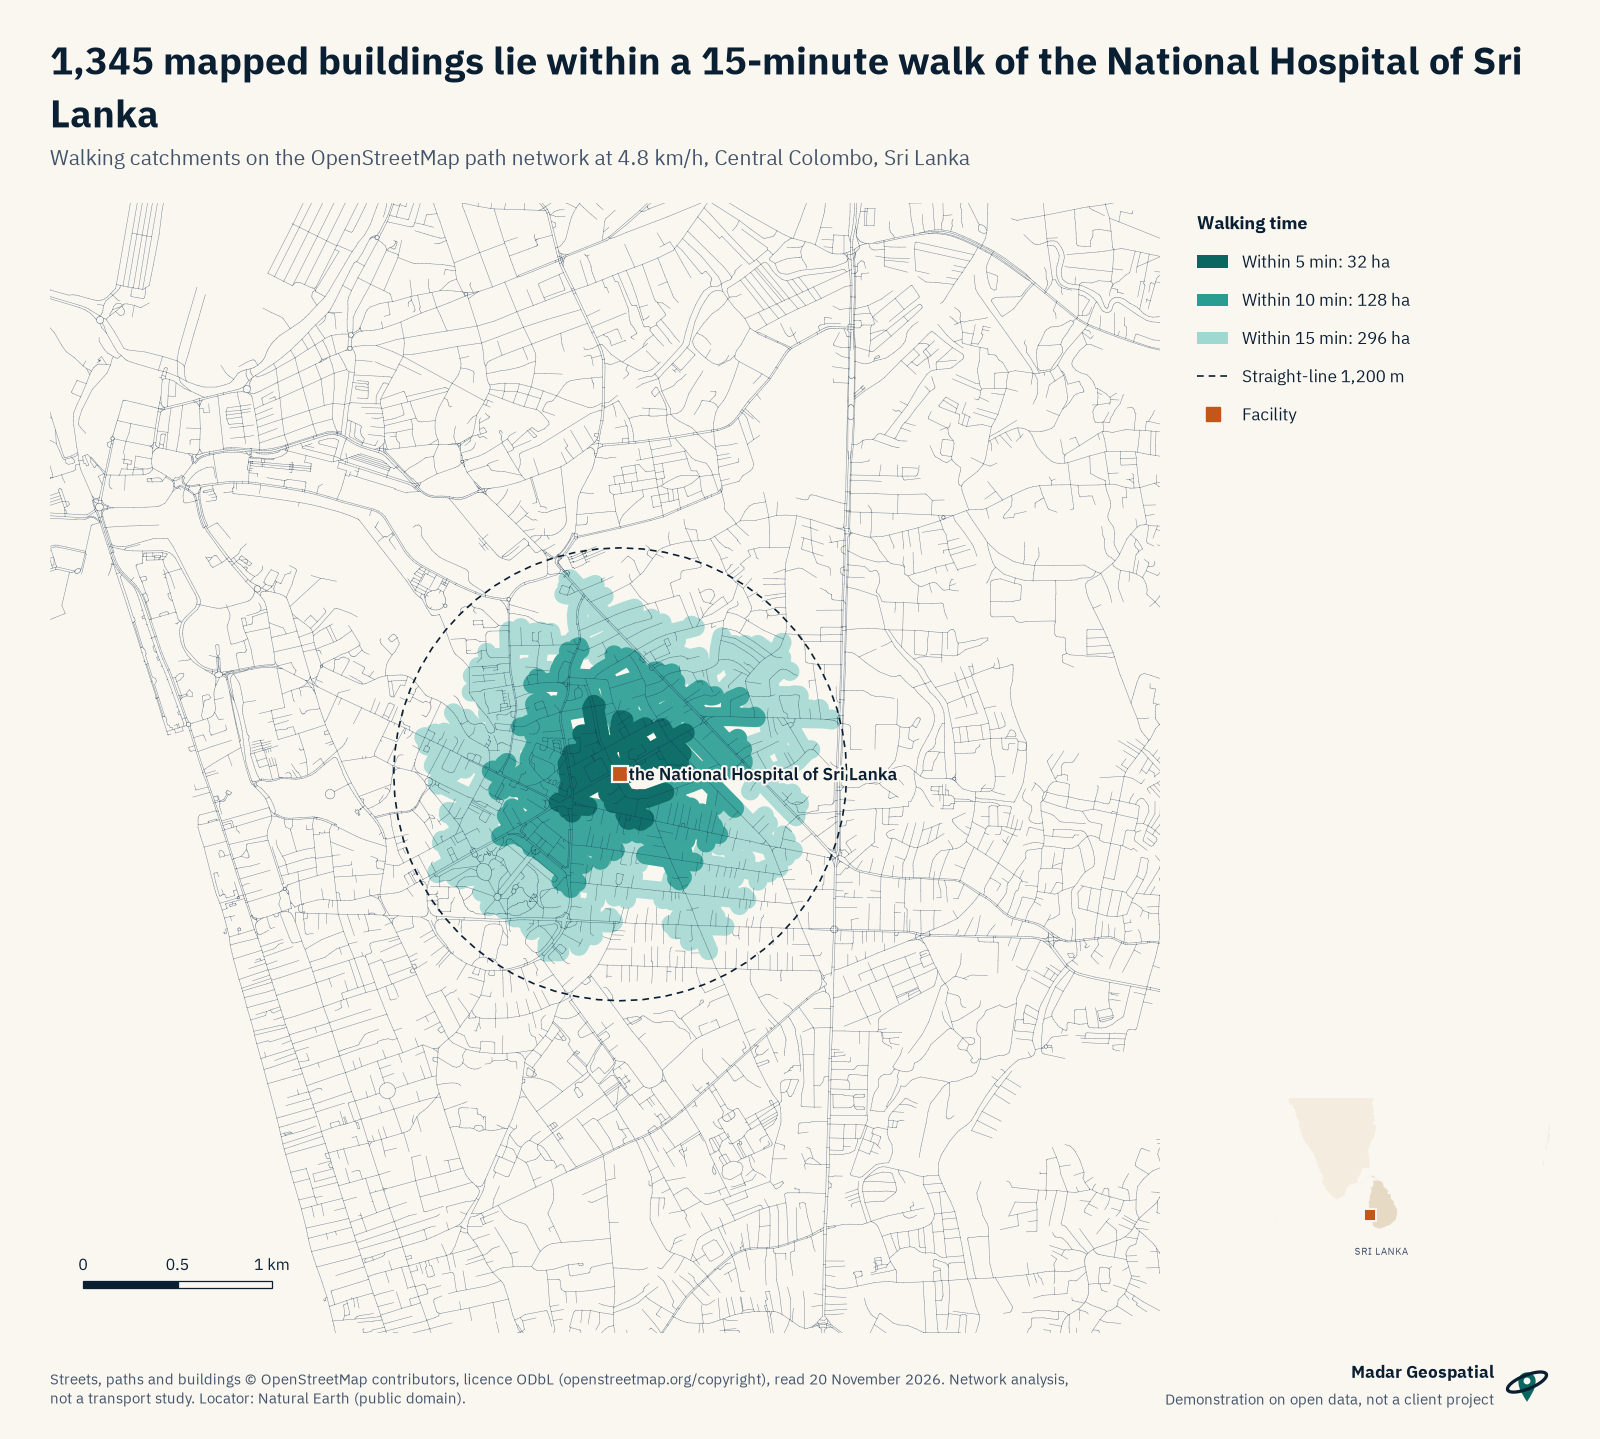 1,345 mapped buildings lie within a 15-minute walk of the National Hospital of Sri
Lanka
Walking catchments on the OpenStreetMap path network at 4.8 km/h, Central Colombo, Sri Lanka
Walking time
Within 5 min: 32 ha
Within 10 min: 128 ha
Within 15 min: 296 ha
Straight-line 1,200 m
Facility
the National Hospital of Sri Lanka
SRI LANKA
0 0.5 1 km
Streets, paths and buildings © OpenStreetMap contributors, licence ODbL (openstreetmap.org/copyright), read 20 November 2026. Network analysis,
not a transport study. Locator: Natural Earth (public domain).
Madar Geospatial
Demonstration on open data, not a client project